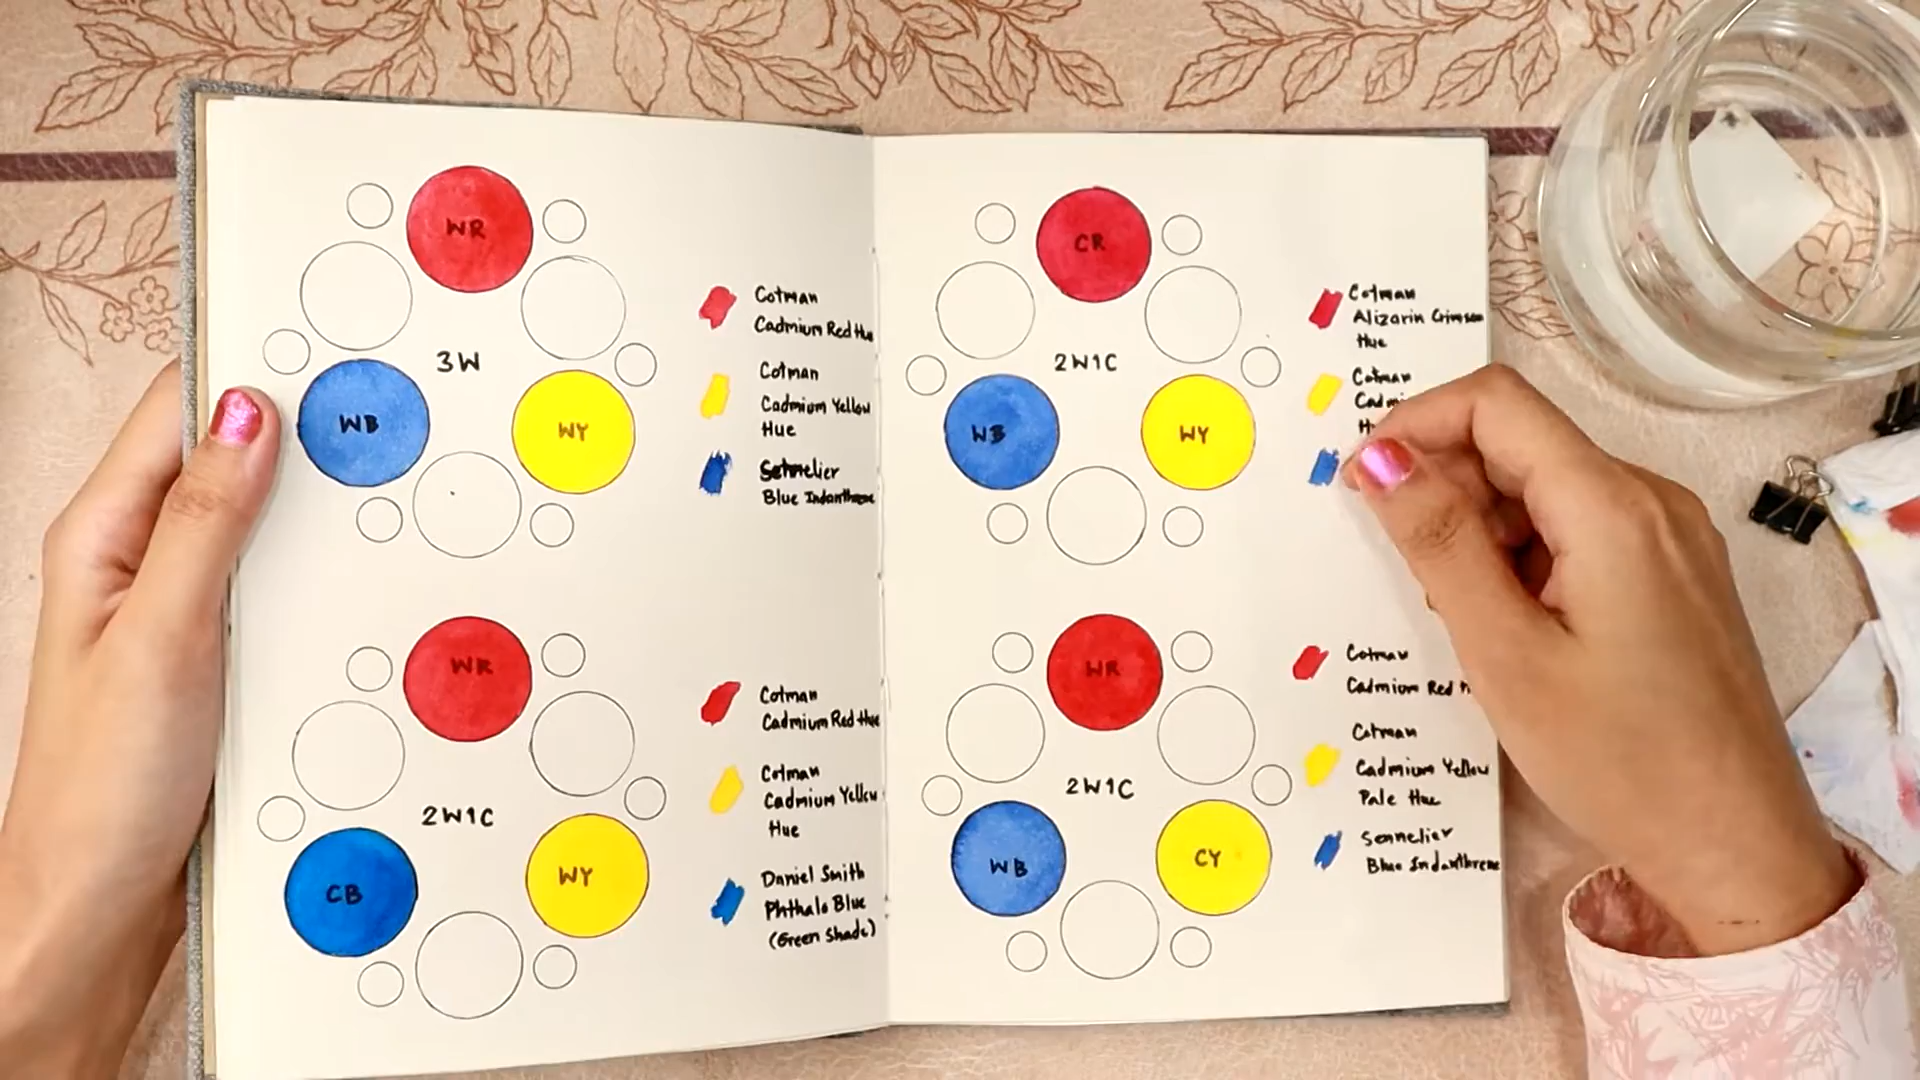 WR
3W
WB
WY
Cotman
Cadmium Red Hue
Cotman
Cadmium Yellow
Hue
Sennelier
Blue Indanthrene
WR
2W1C
CB
WY
Cotman
Cadmium Red Hue
Cotman
Cadmium Yellow
Hue
Daniel Smith
Phthalo Blue
(Green Shade)
CR
2W1C
WB
WY
Cotman
Alizarin Crimson
Hue
Cotman
WR
2W1C
WB
CY
Cotman
Cadmium Red
Cotman
Cadmium Yellow
Pale Hue
Sennelier
Blue Indanthrene